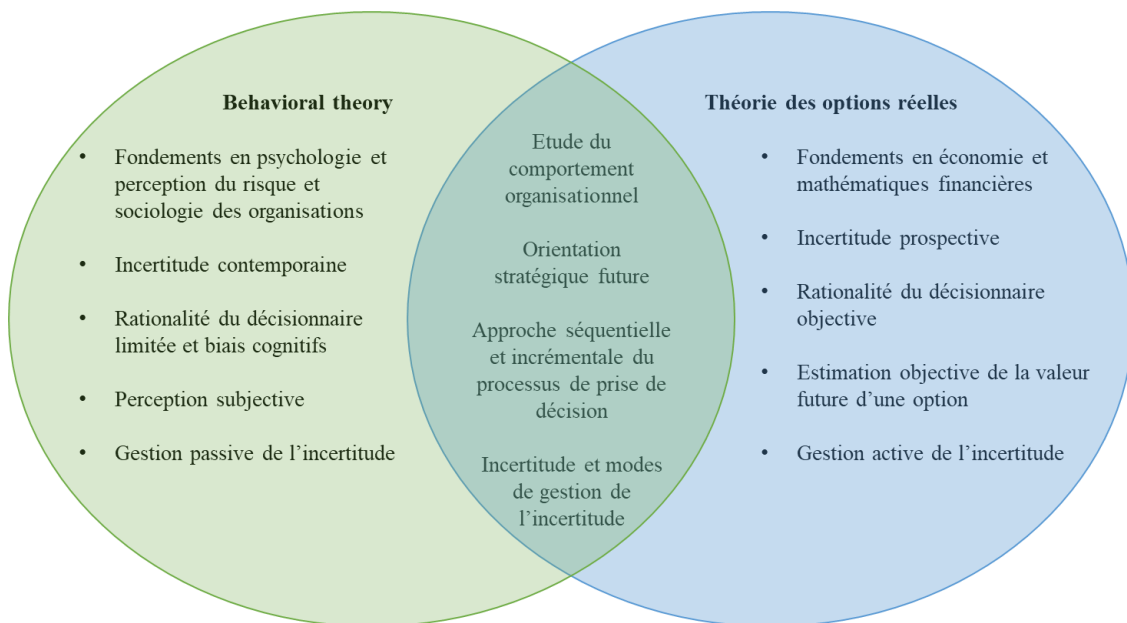 Behavioral theory
• Fondements en psychologie et
perception du risque et
sociologie des organisations
• Incertitude contemporaine
• Rationalité du décisionnaire
limitée et biais cognitifs
• Perception subjective
• Gestion passive de l’incertitude
Etude du
comportement
organisationnel
Orientation
stratégique future
Approche séquentielle
et incrémentale du
processus de prise de
décision
Incertitude et modes
de gestion de
l’incertitude
Théorie des options réelles
• Fondements en économie et
mathématiques financières
• Incertitude prospective
• Rationalité du décisionnaire
objective
• Estimation objective de la valeur
future d’une option
• Gestion active de l’incertitude